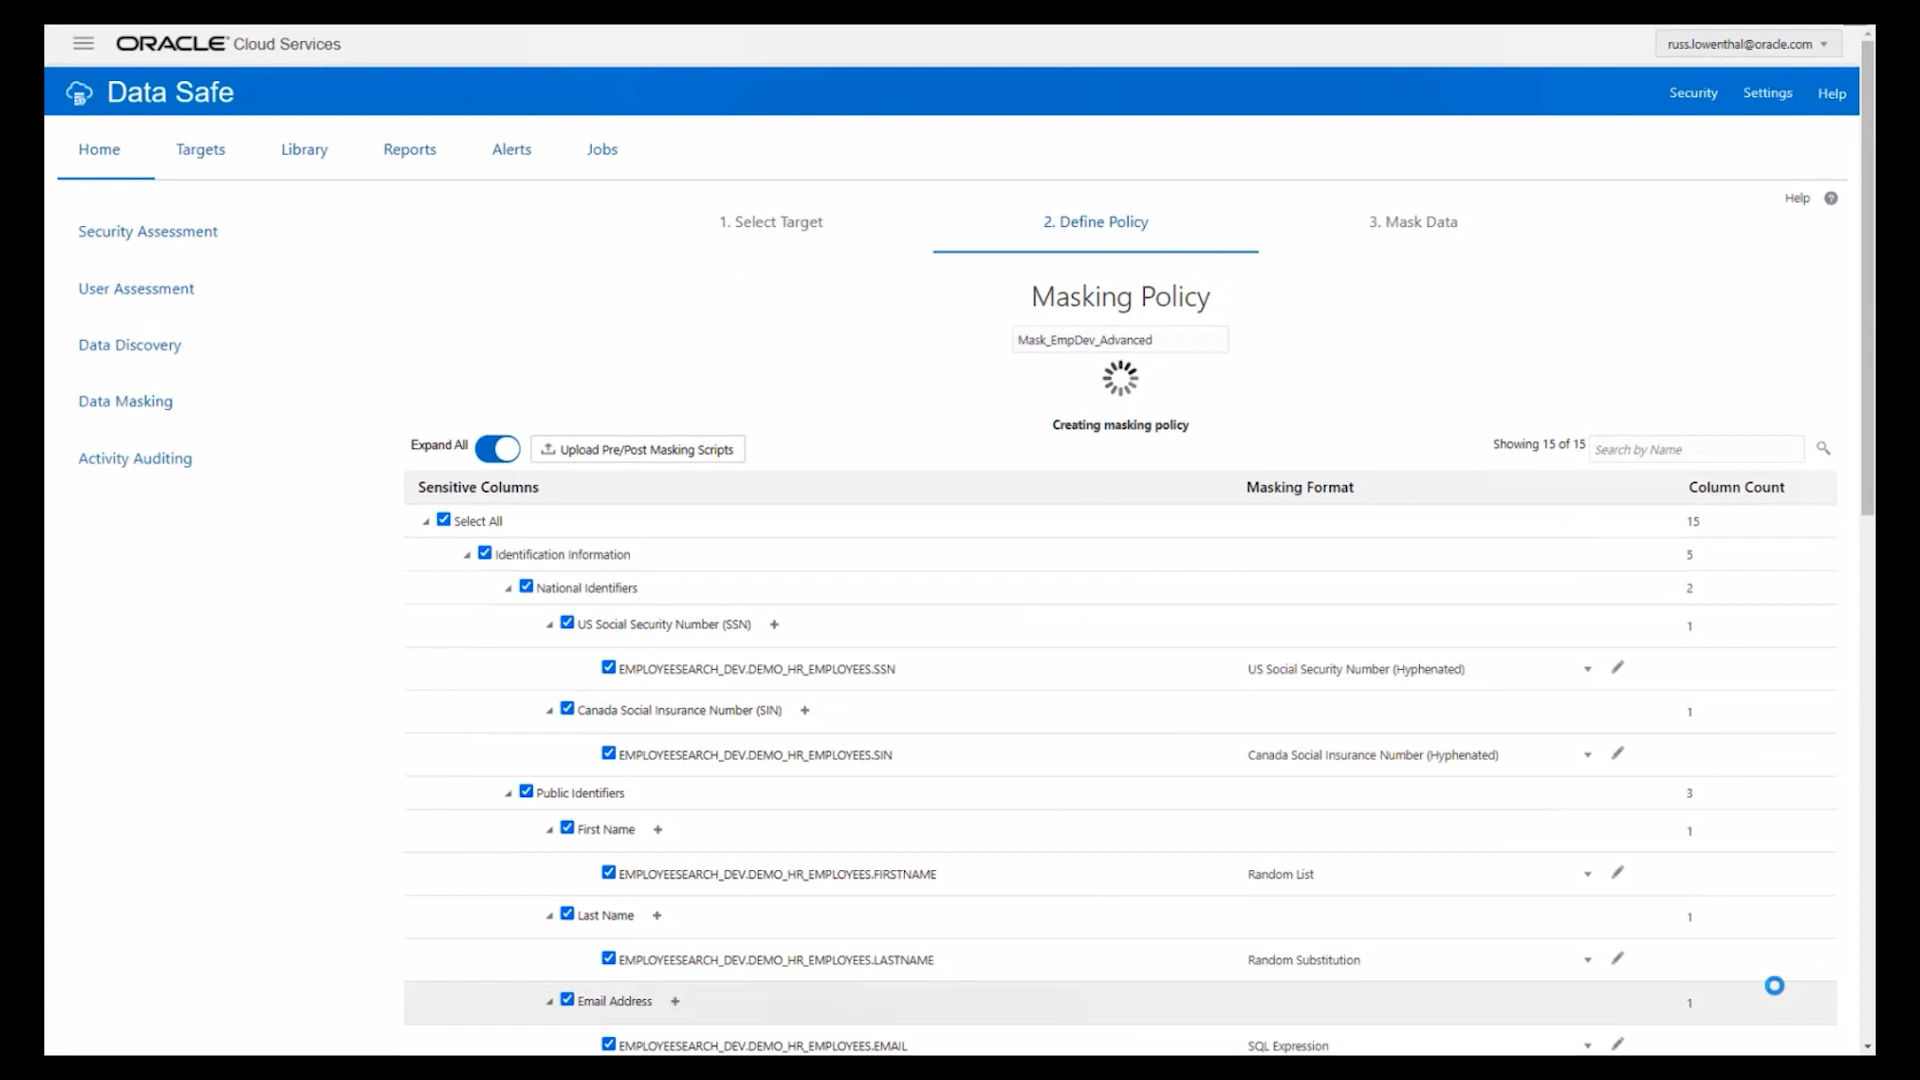 ORACLE Cloud Services
russ.lowenthal@oracle.com
Data Safe
Security Settings Help
Home Targets Library Reports Alerts Jobs
Help
Security Assessment
User Assessment
Data Discovery
Data Masking
Activity Auditing
1. Select Target 2. Define Policy 3. Mask Data
Masking Policy
Mask_EmpDev_Advanced
Creating masking policy
Expand All Upload Pre/Post Masking Scripts Showing 15 of 15 Search by Name
Sensitive Columns Masking Format Column Count
Select All 15
Identification Information 5
National Identifiers 2
US Social Security Number (SSN) + 1
EMPLOYEESEARCH_DEV.DEMO_HR_EMPLOYEES.SSN US Social Security Number (Hyphenated)
Canada Social Insurance Number (SIN) + 1
EMPLOYEESEARCH_DEV.DEMO_HR_EMPLOYEES.SIN Canada Social Insurance Number (Hyphenated)
Public Identifiers 3
First Name + 1
EMPLOYEESEARCH_DEV.DEMO_HR_EMPLOYEES.FIRSTNAME Random List
Last Name + 1
EMPLOYEESEARCH_DEV.DEMO_HR_EMPLOYEES.LASTNAME Random Substitution
Email Address + 1
EMPLOYEESEARCH_DEV.DEMO_HR_EMPLOYEES.EMAIL SQL Expression